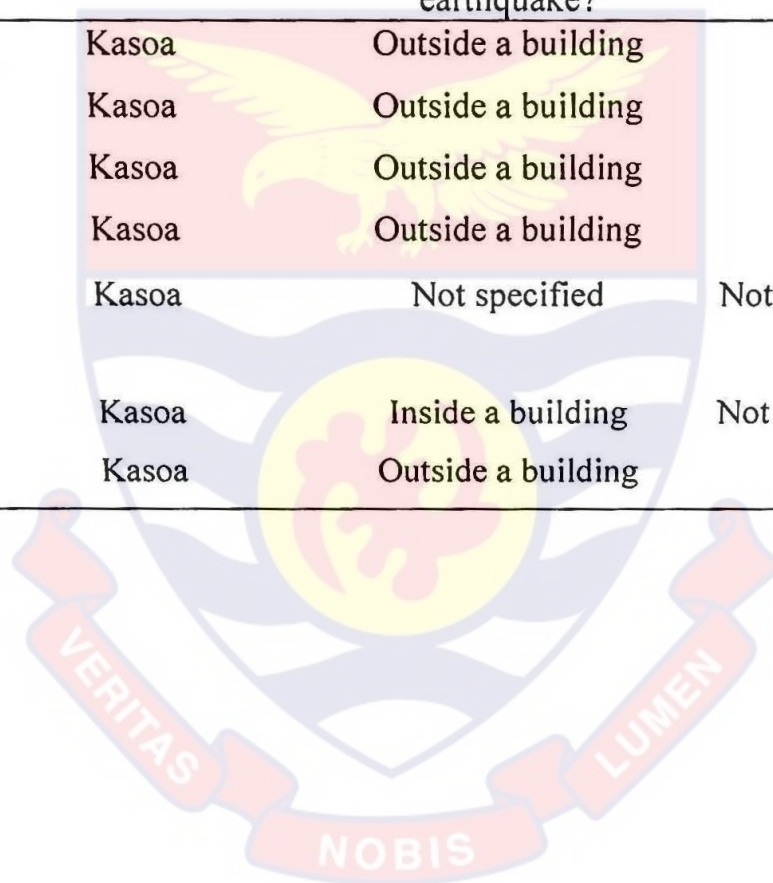 earthquake?
Kasoa Outside a building
Kasoa Outside a building
Kasoa Outside a building
Kasoa Outside a building
Kasoa Not specified Not
Kasoa Inside a building Not
Kasoa Outside a building
VERITAS
NOBIS
LUMEN